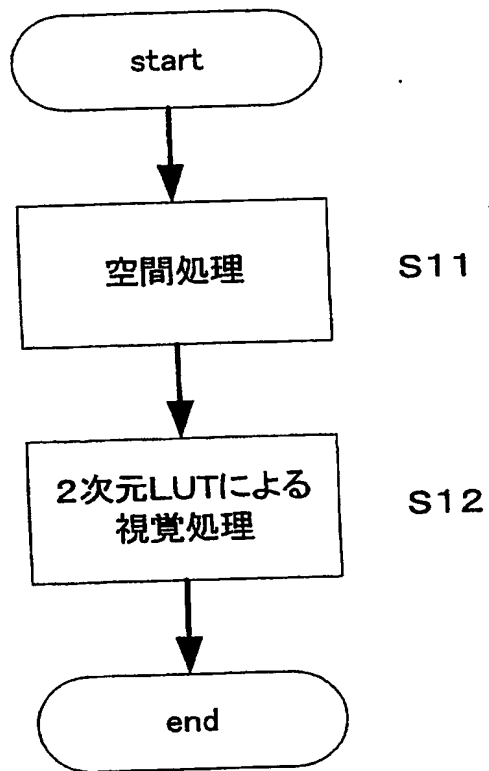 start
空間処理
S11
2次元LUTによる
視覚処理
S12
end